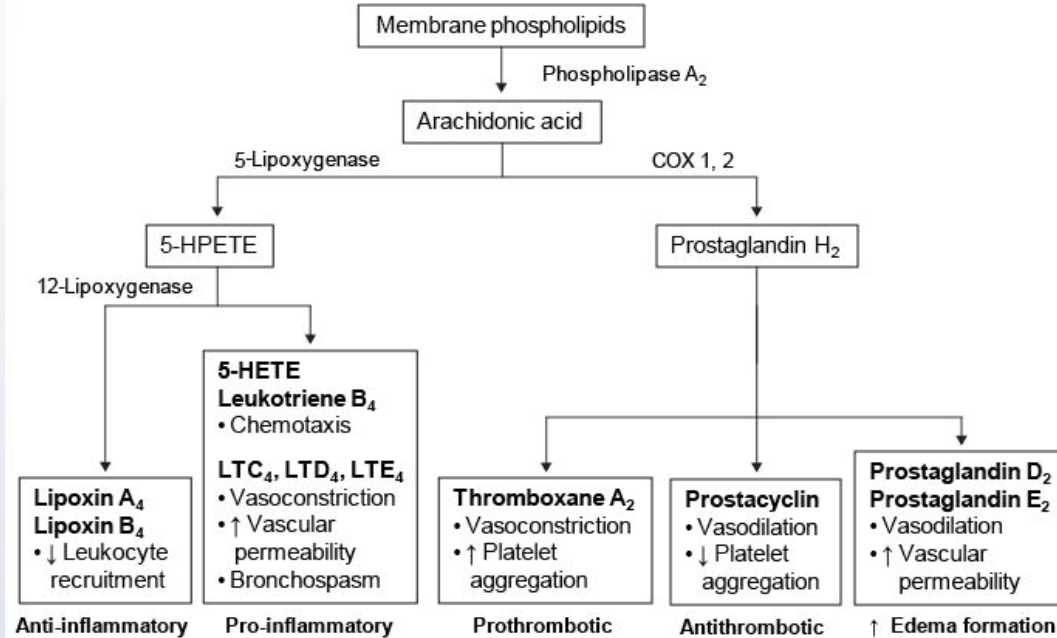 Membrane phospholipids
Phospholipase A₂
Arachidonic acid
5-Lipoxygenase
COX 1, 2
5-HPETE
Prostaglandin H₂
12-Lipoxygenase
Lipoxin A₄
Lipoxin B₄
• ↓ Leukocyte
recruitment
Anti-inflammatory
5-HETE
Leukotriene B₄
• Chemotaxis
LTC₄, LTD₄, LTE₄
• Vasoconstriction
• ↑ Vascular
permeability
• Bronchospasm
Pro-inflammatory
Thromboxane A₂
• Vasoconstriction
• ↑ Platelet
aggregation
Prothrombotic
Prostacyclin
• Vasodilation
• ↓ Platelet
aggregation
Antithrombotic
Prostaglandin D₂
Prostaglandin E₂
• Vasodilation
• ↑ Vascular
permeability
↑ Edema formation